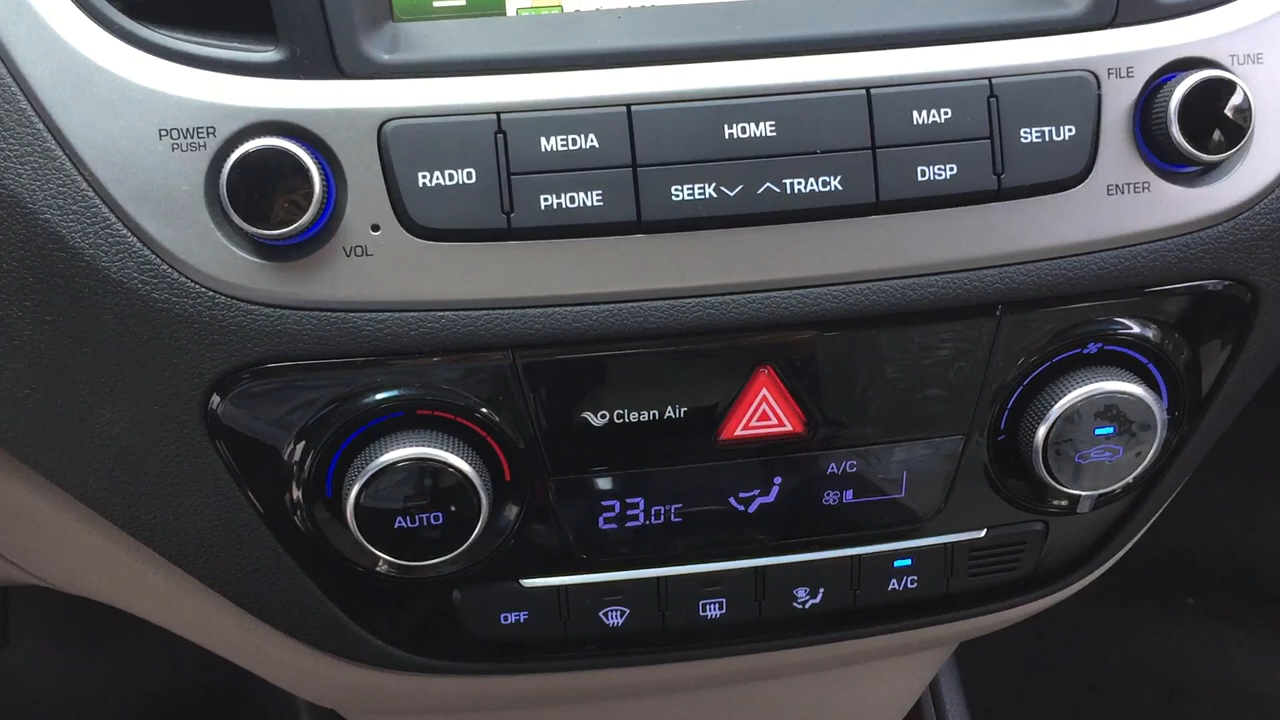 POWER
PUSH
VOL
RADIO
MEDIA
PHONE
HOME
SEEK TRACK
MAP
DISP
SETUP
FILE
TUNE
ENTER
Clean Air
AUTO
23.0°C
A/C
OFF
A/C